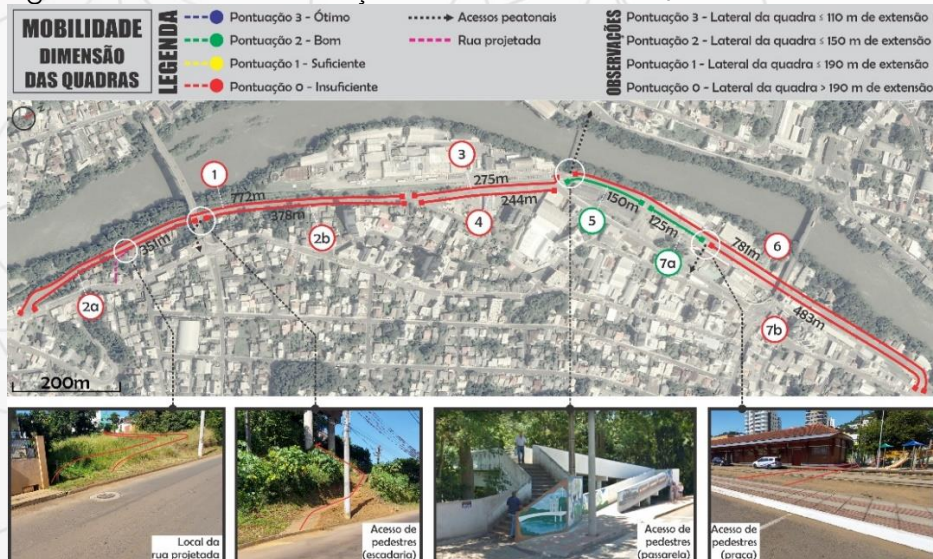 MOBILIDADE
DIMENSÃO
DAS QUADRAS
LEGENDA
Pontuação 3 - Ótimo
Pontuação 2 - Bom
Pontuação 1 - Suficiente
Pontuação 0 - Insuficiente
Acessos peatonais
Rua projetada
OBSERVAÇÕES
Pontuação 3 - Lateral da quadra ≤ 110 m de extensão
Pontuação 2 - Lateral da quadra ≤ 150 m de extensão
Pontuação 1 - Lateral da quadra ≤ 190 m de extensão
Pontuação 0 - Lateral da quadra > 190 m de extensão
1
772m
378m
351m
2a
2b
3
275m
244m
4
150m
125m
5
7a
781m
6
483m
7b
200m
Local da
rua projetada
Acesso de
pedestres
(escadaria)
Acesso de
pedestres
(passarela)
Acesso de
pedestres
(praça)